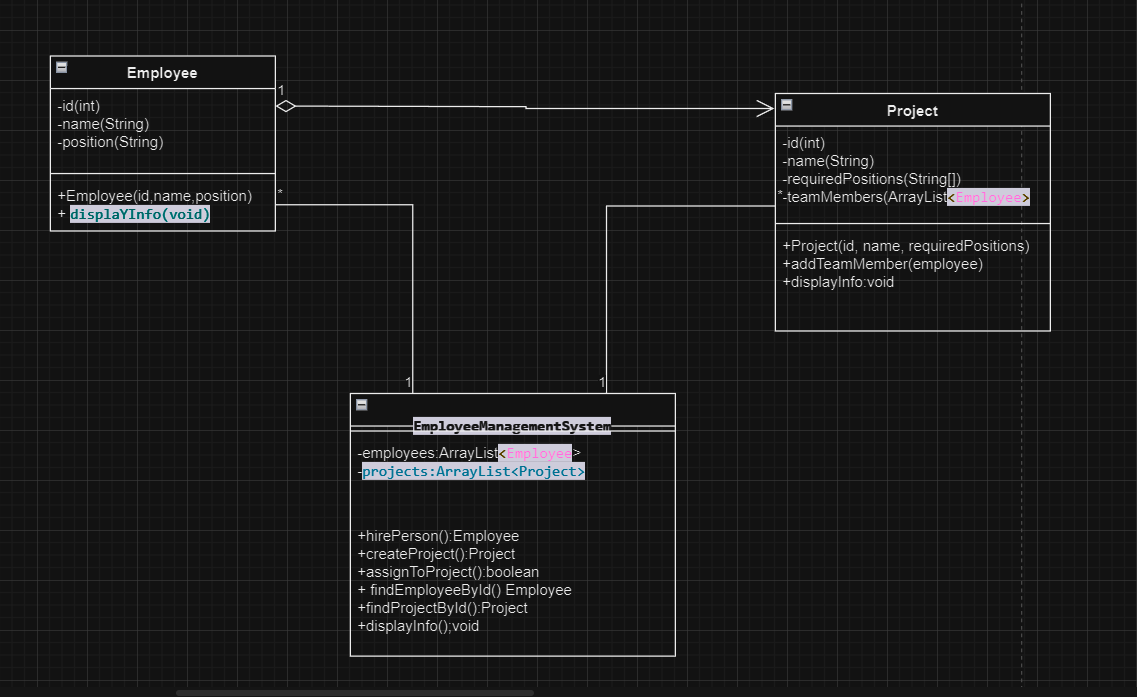 Employee
-id(int)
-name(String)
-position(String)
+Employee(id,name,position)
+ displaYInfo(void)
1
*
Project
-id(int)
-name(String)
-requiredPositions(String[])
*
-teamMembers(ArrayList<Employee>
+Project(id, name, requiredPositions)
+addTeamMember(employee)
+displayInfo:void
1
1
EmployeeManagementSystem
-employees:ArrayList<Employee>
-projects:ArrayList<Project>
+hirePerson():Employee
+createProject():Project
+assignToProject():boolean
+ findEmployeeById() Employee
+findProjectById():Project
+displayInfo();void